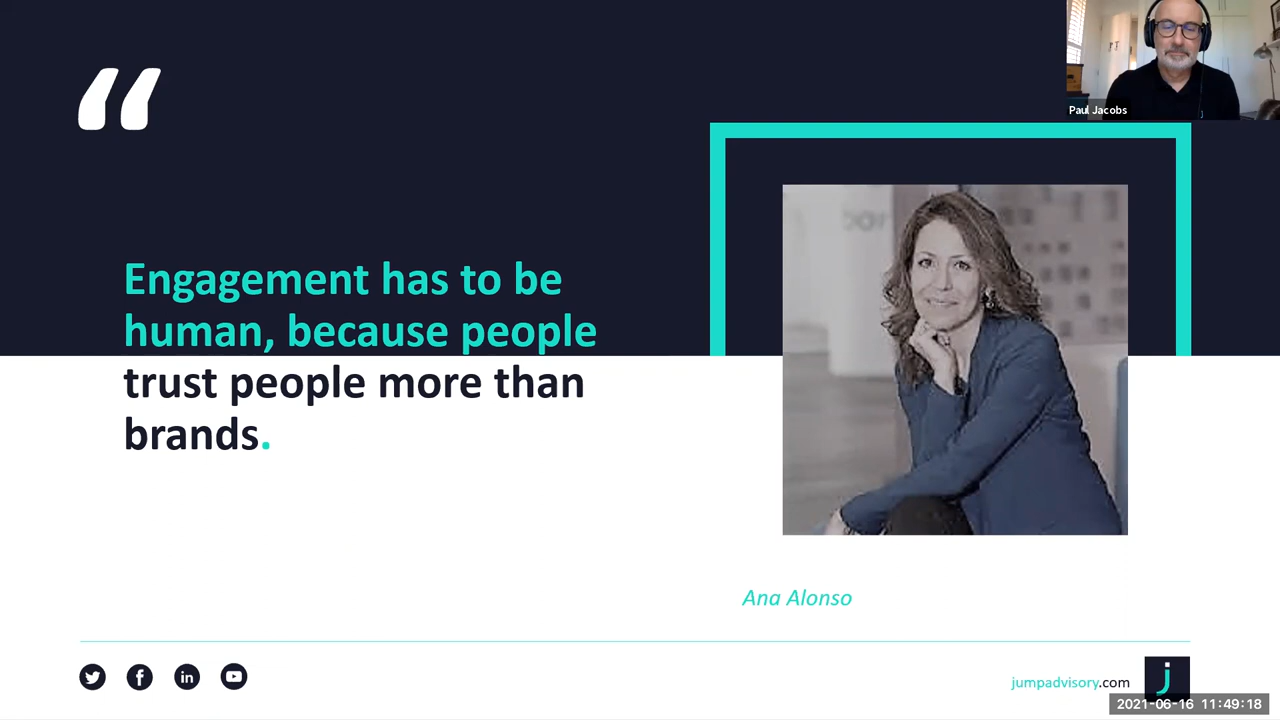 Paul Jacobs
“
Engagement has to be
human, because people
trust people more than
brands.
Ana Alonso
jumpadvisory.com
j
2021-06-16 11:49:18